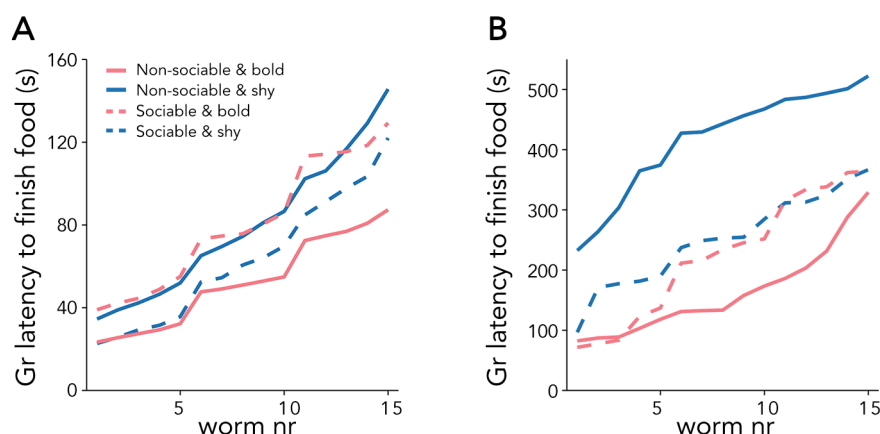 A
Gr latency to finish food (s)
160
120
80
40
0
Non-sociable & bold
Non-sociable & shy
Sociable & bold
Sociable & shy
5
10
15
worm nr
B
Gr latency to finish food (s)
500
400
300
200
100
0
5
10
15
worm nr